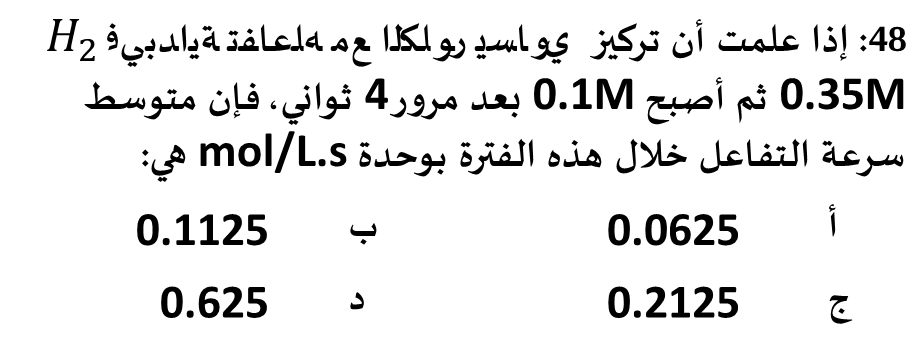 48: إذا علمت أن تركيز H₂ في بداية تفاعله مع الكلور يساوي
0.35M ثم أصبح 0.1M بعد مرور 4 ثواني، فإن متوسط
سرعة التفاعل خلال هذه الفترة بوحدة mol/L.s هي:
أ 0.0625 ب 0.1125
ج 0.2125 د 0.625